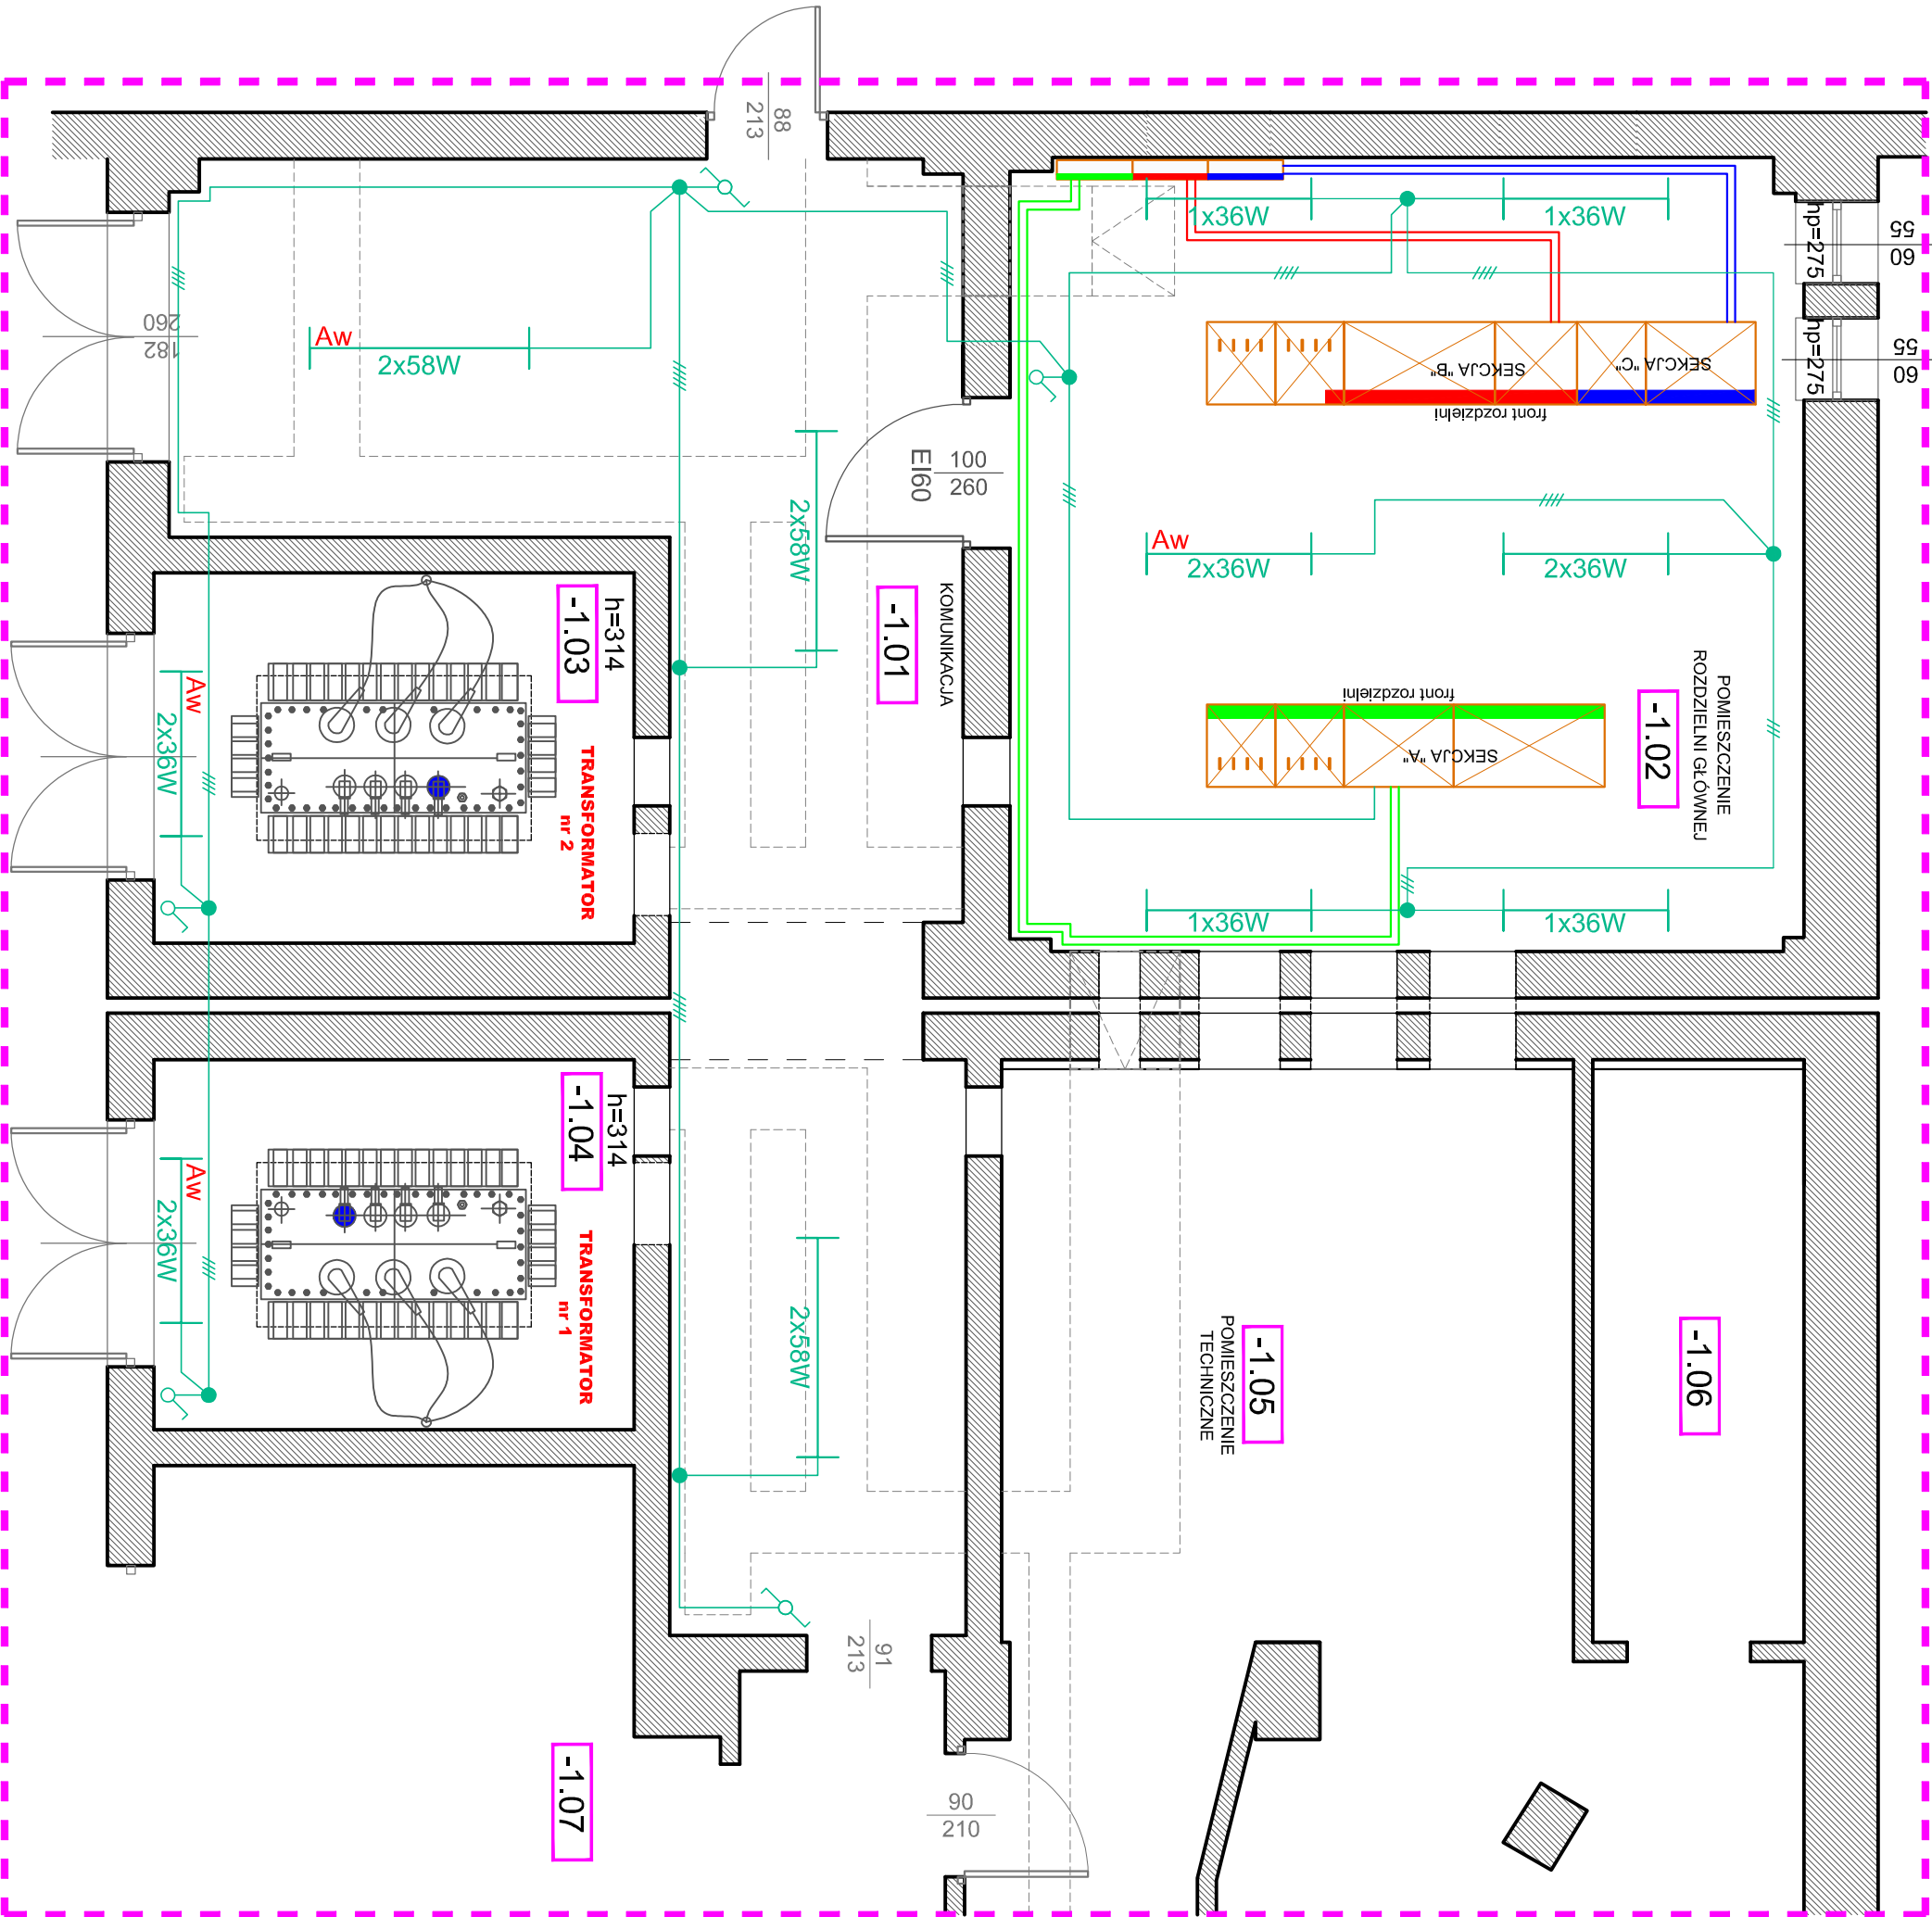 88
213
1x36W
1x36W
hp=275
55
60
hp=275
55
60
260
182
Aw
2x58W
SEKCJA "B"
SEKCJA "C"
front rozdzielni
EI60
100
260
2x58W
Aw
2x36W
2x36W
-1.03
h=314
-1.01
KOMUNIKACJA
POMIESZCZENIE
ROZDZIELNI GŁÓWNEJ
-1.02
front rozdzielni
SEKCJA "A"
Aw
2x36W
TRANSFORMATOR
nr 2
1x36W
1x36W
h=314
-1.04
Aw
2x36W
TRANSFORMATOR
nr 1
2x58W
-1.05
POMIESZCZENIE
TECHNICZNE
-1.06
91
213
-1.07
90
210